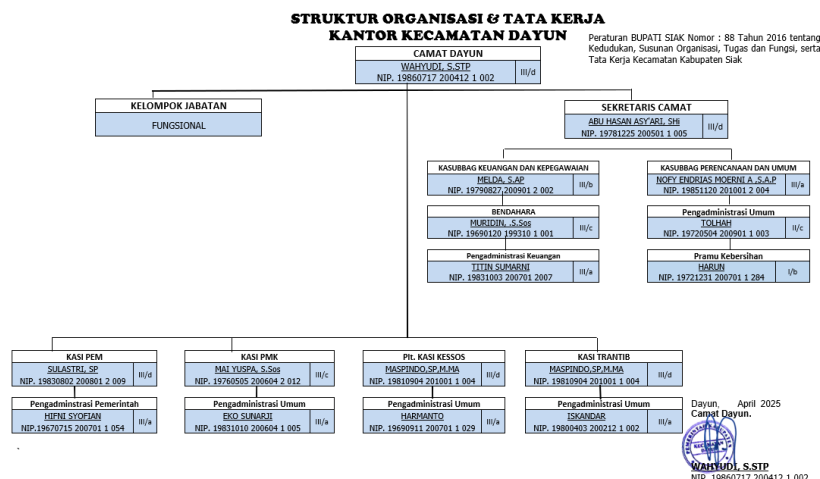 STRUKTUR ORGANISASI & TATA KERJA
KANTOR KECAMATAN DAYUN
Peraturan BUPATI SIAK Nomor : 88 Tahun 2016 tentang
Kedudukan, Susunan Organisasi, Tugas dan Fungsi, serta
Tata Kerja Kecamatan Kabupaten Siak
CAMAT DAYUN
WAHYUDI, S.STP
NIP. 19860717 200412 1 002
III/d
KELOMPOK JABATAN
FUNGSIONAL
SEKRETARIS CAMAT
ABU HASAN ASY'ARI, SHi
NIP. 19781225 200501 1 005
III/d
KASUBBAG KEUANGAN DAN KEPEGAWAIAN
MELDA, S.AP
NIP. 19790827 200901 2 002
III/b
KASUBBAG PERENCANAAN DAN UMUM
NOFY ENDRIAS MOERNI A ,S.A.P
NIP. 19851120 201001 2 004
III/a
BENDAHARA
MURIDIN, .S.Sos
NIP. 19690120 199310 1 001
III/c
Pengadministrasi Umum
TOLHAH
NIP. 19720504 200901 1 003
II/c
Pengadministrasi Keuangan
TITIN SUMARNI
NIP. 19831003 200701 2007
III/a
Pramu Kebersihan
HARUN
NIP. 19721231 200701 1 284
I/b
KASI PEM
SULASTRI, SP
NIP. 19830802 200801 2 009
III/d
KASI PMK
MAI YUSPA, S.Sos
NIP. 19760505 200604 2 012
III/c
Plt. KASI KESSOS
MASPINDO,SP,M.MA
NIP. 19810904 201001 1 004
III/d
KASI TRANTIB
MASPINDO,SP,M.MA
NIP. 19810904 201001 1 004
III/d
Pengadminstrasi Pemerintah
HIFNI SYOFIAN
NIP.19670715 200701 1 054
III/a
Pengadministrasi Umum
EKO SUNARJI
NIP. 19831010 200604 1 005
III/a
Pengadministrasi Umum
HARMANTO
NIP. 19690911 200701 1 029
III/a
Pengadministrasi Umum
ISKANDAR
NIP. 19800403 200212 1 002
III/a
Dayun, April 2025
Camat Dayun.
WAHYUDI, S.STP
NIP. 19860717 200412 1 002